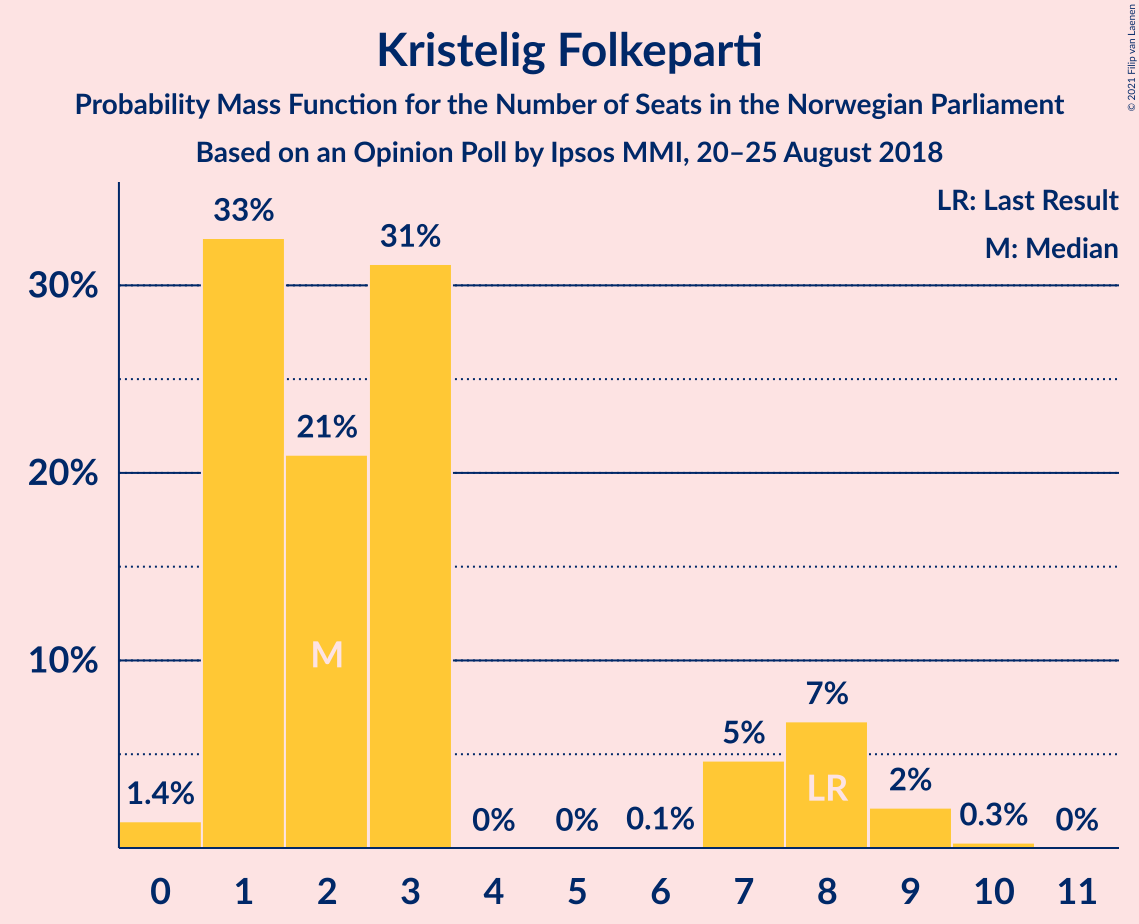 Kristelig Folkeparti
Probability Mass Function for the Number of Seats in the Norwegian Parliament
Based on an Opinion Poll by Ipsos MMI, 20–25 August 2018
© 2021 Filip van Laenen
LR: Last Result
M: Median
33%
31%
30%
21%
20%
M
10%
7%
5%
LR
2%
1.4%
0%
0%
0.1%
0.3%
0%
0 1 2 3 4 5 6 7 8 9 10 11